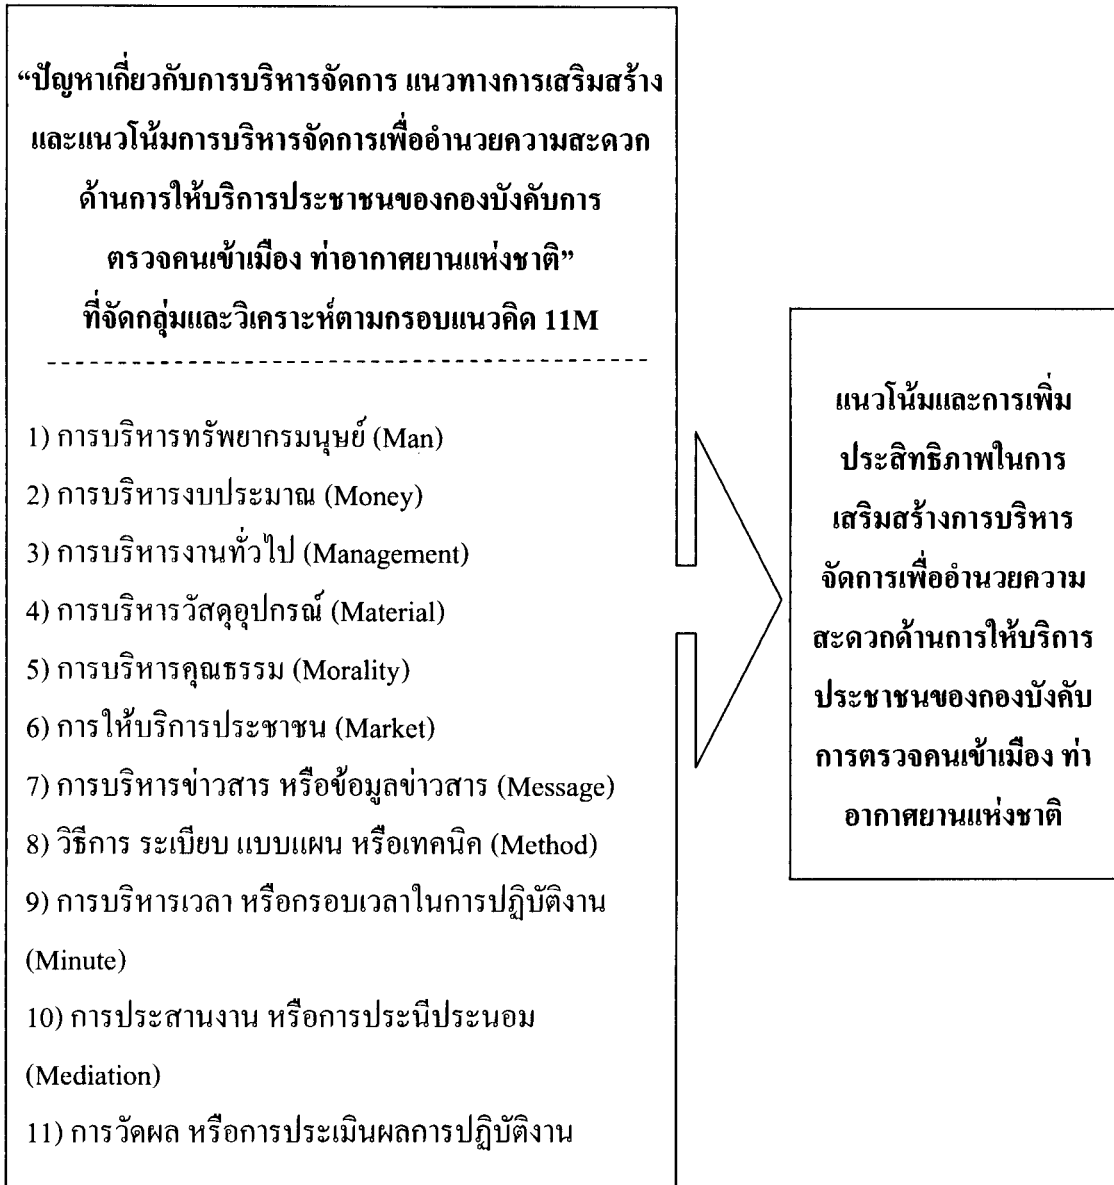 “ปัญหาเกี่ยวกับการบริหารจัดการ แนวทางการเสริมสร้าง
และแนวโน้มการบริหารจัดการเพื่ออำนวยความสะดวก
ด้านการให้บริการประชาชนของกองบังคับการ
ตรวจคนเข้าเมือง ท่าอากาศยานแห่งชาติ”
ที่จัดกลุ่มและวิเคราะห์ตามกรอบแนวคิด 11M
1) การบริหารทรัพยากรมนุษย์ (Man)
2) การบริหารงบประมาณ (Money)
3) การบริหารงานทั่วไป (Management)
4) การบริหารวัสดุอุปกรณ์ (Material)
5) การบริหารคุณธรรม (Morality)
6) การให้บริการประชาชน (Market)
7) การบริหารข่าวสาร หรือข้อมูลข่าวสาร (Message)
8) วิธีการ ระเบียบ แบบแผน หรือเทคนิค (Method)
9) การบริหารเวลา หรือกรอบเวลาในการปฏิบัติงาน
(Minute)
10) การประสานงาน หรือการประนีประนอม
(Mediation)
11) การวัดผล หรือการประเมินผลการปฏิบัติงาน
แนวโน้มและการเพิ่ม
ประสิทธิภาพในการ
เสริมสร้างการบริหาร
จัดการเพื่ออำนวยความ
สะดวกด้านการให้บริการ
ประชาชนของกองบังคับ
การตรวจคนเข้าเมือง ท่า
อากาศยานแห่งชาติ